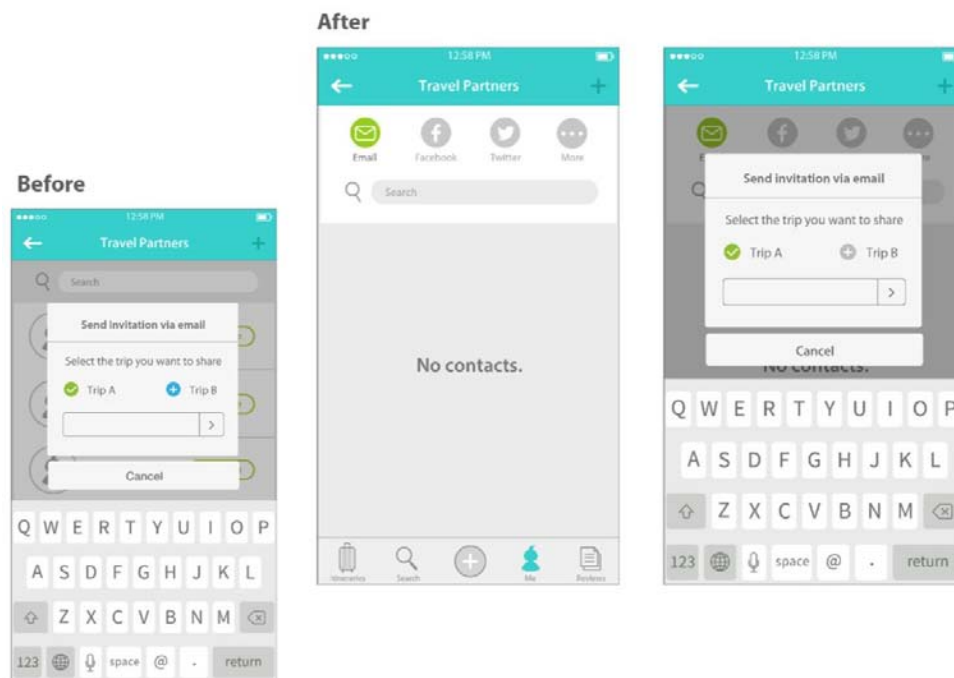 Before
12:58 PM
Travel Partners
Search
Send invitation via email
Select the trip you want to share
Trip A Trip B
Cancel
Q W E R T Y U I O P
A S D F G H J K L
Z X C V B N M
123 space @ . return
After
12:58 PM
Travel Partners
Email Facebook Twitter More
Search
No contacts.
Itineraries Search Me Reviews
12:58 PM
Travel Partners
Send invitation via email
Select the trip you want to share
Trip A Trip B
Cancel
No contacts.
Q W E R T Y U I O P
A S D F G H J K L
Z X C V B N M
123 space @ . return